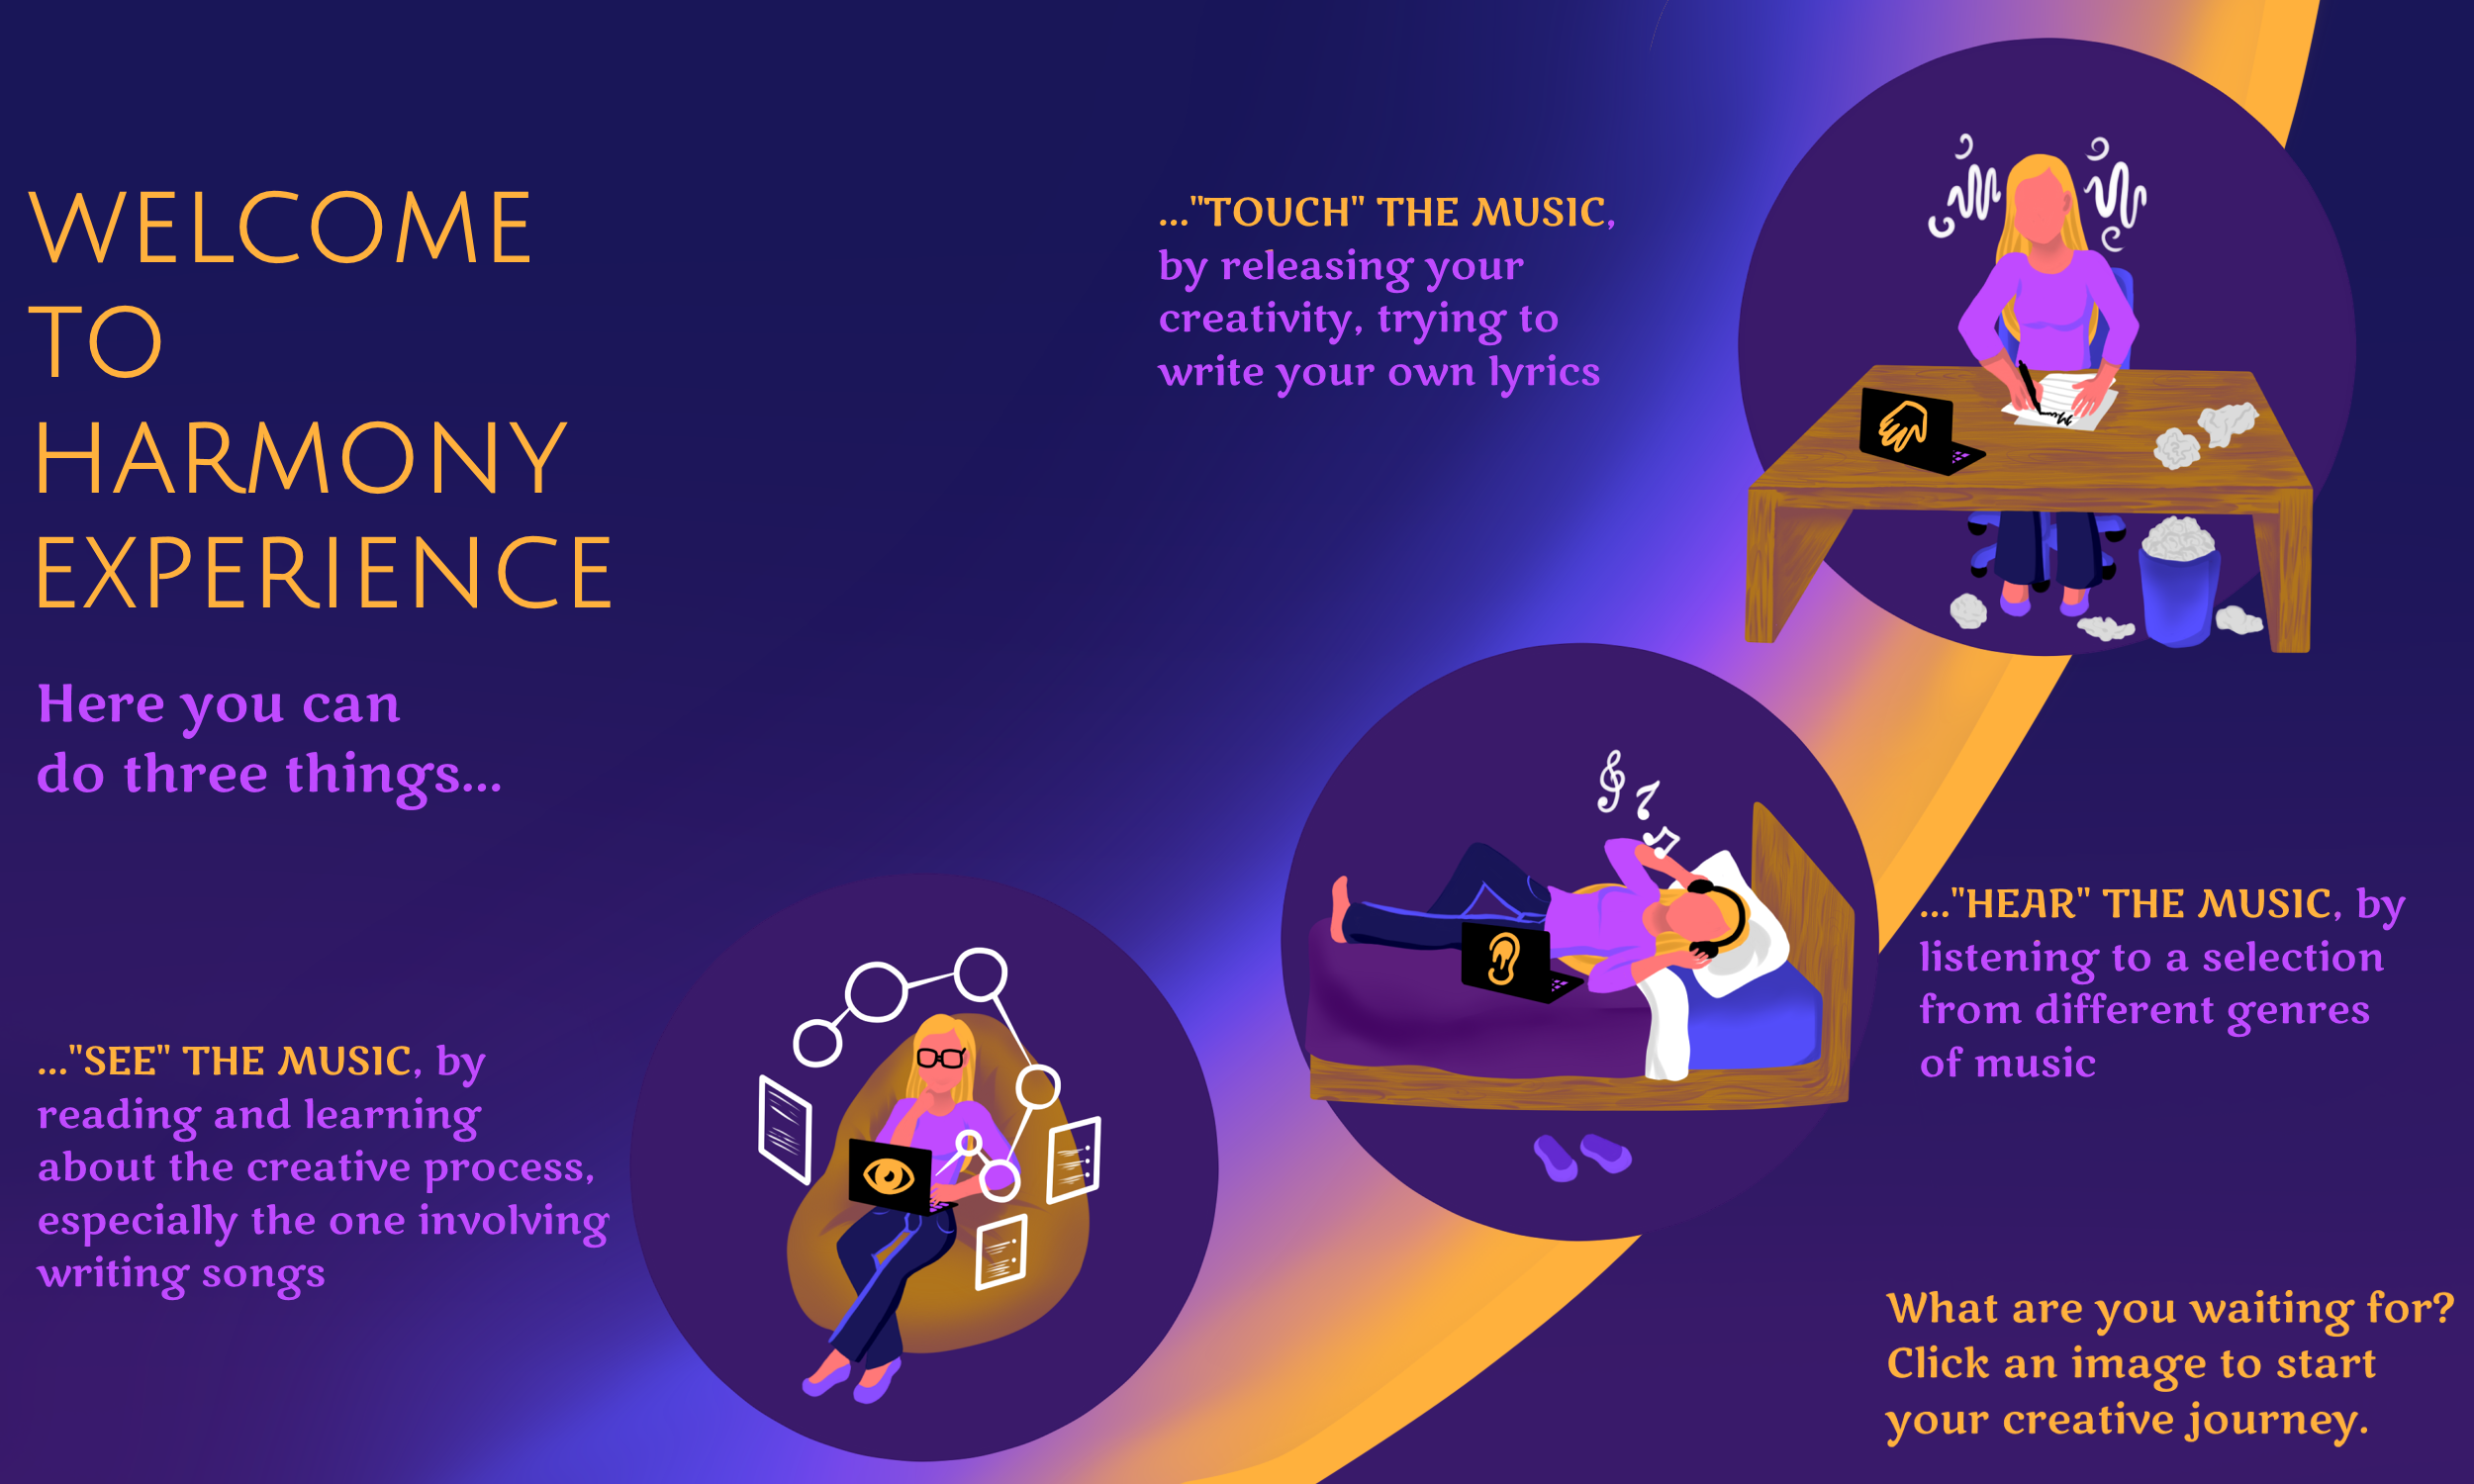 WELCOME
TO
HARMONY
EXPERIENCE
Here you can
do three things...
..."SEE" THE MUSIC, by
reading and learning
about the creative process,
especially the one involving
writing songs
..."TOUCH" THE MUSIC,
by releasing your
creativity, trying to
write your own lyrics
..."HEAR" THE MUSIC, by
listening to a selection
from different genres
of music
What are you waiting for?
Click an image to start
your creative journey.